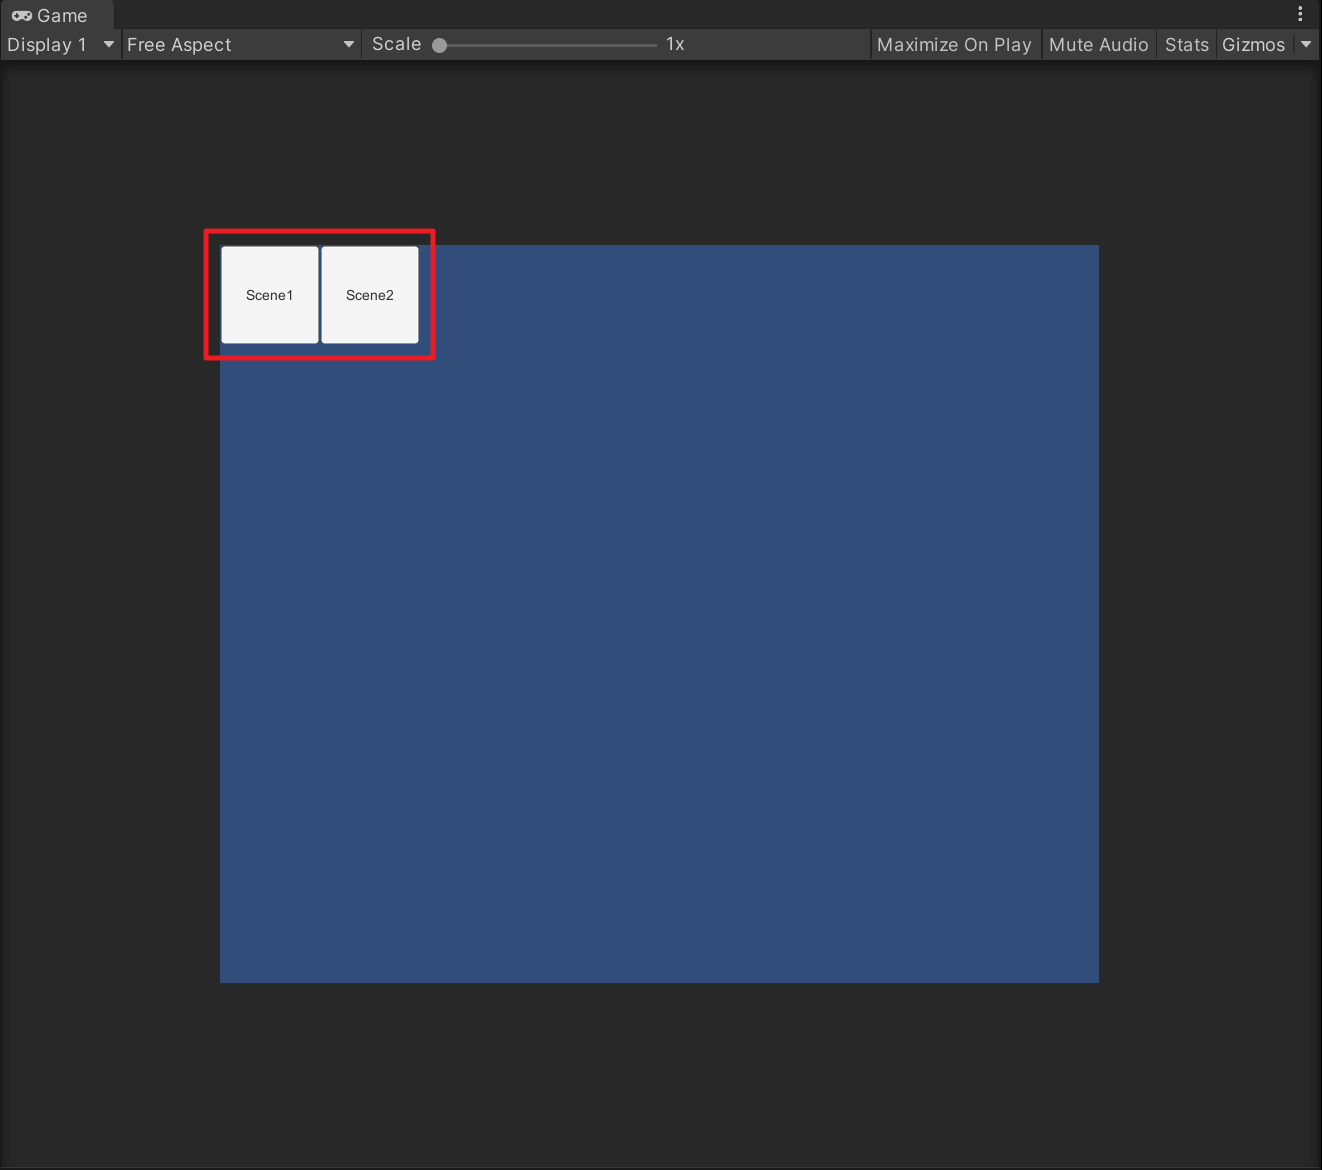 Game
Display 1 Free Aspect Scale 1x Maximize On Play Mute Audio Stats Gizmos
Scene1 Scene2